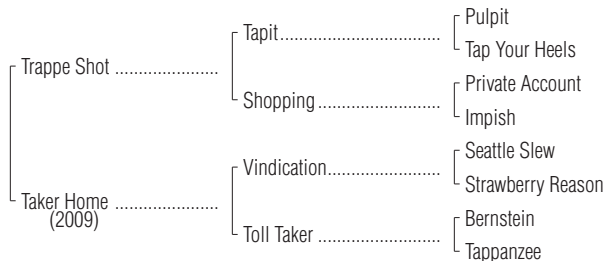 Pulpit
Tapit
Tap Your Heels
Trappe Shot
Private Account
Shopping
Impish
Seattle Slew
Vindication
Strawberry Reason
Taker Home
(2009)
Bernstein
Toll Taker
Tappanzee